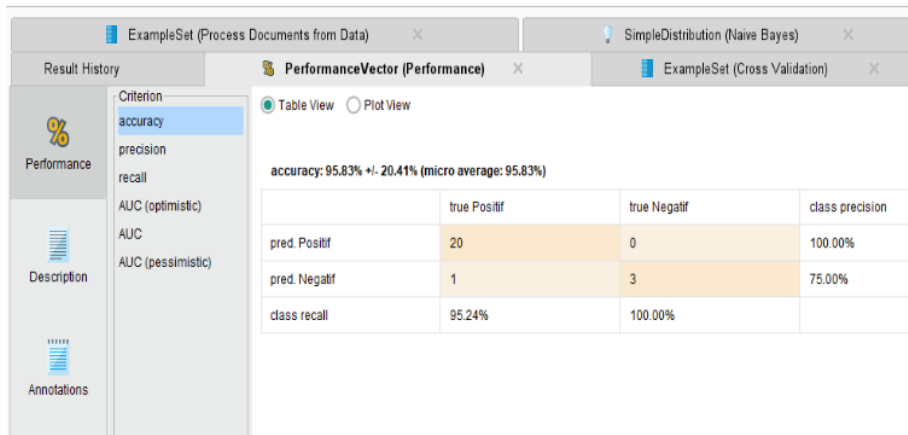 ExampleSet (Process Documents from Data)
SimpleDistribution (Naive Bayes)
Result History
PerformanceVector (Performance)
ExampleSet (Cross Validation)
%
Performance
Description
Annotations
Criterion
accuracy
precision
recall
AUC (optimistic)
AUC
AUC (pessimistic)
Table View Plot View
accuracy: 95.83% +/- 20.41% (micro average: 95.83%)
true Positif true Negatif class precision
pred. Positif 20 0 100.00%
pred. Negatif 1 3 75.00%
class recall 95.24% 100.00%